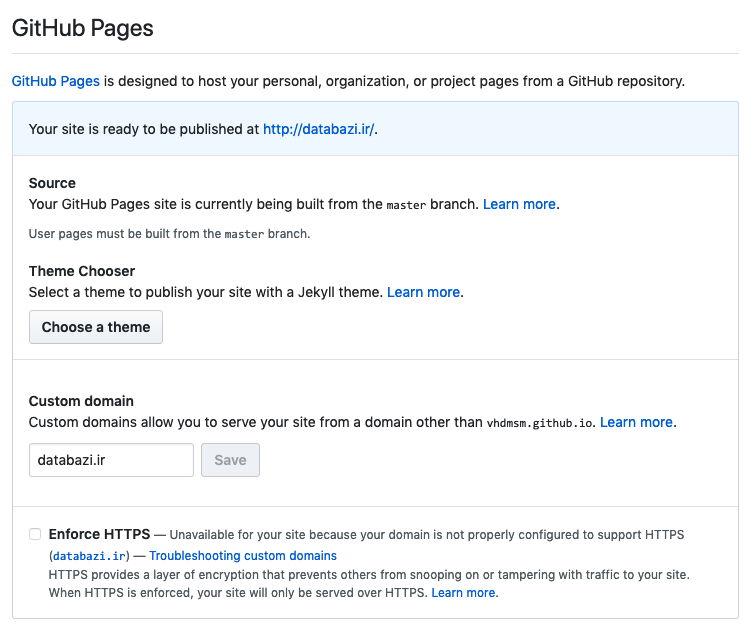 GitHub Pages
GitHub Pages is designed to host your personal, organization, or project pages from a GitHub repository.
Your site is ready to be published at http://databazi.ir/.
Source
Your GitHub Pages site is currently being built from the master branch. Learn more.
User pages must be built from the master branch.
Theme Chooser
Select a theme to publish your site with a Jekyll theme. Learn more.
Choose a theme
Custom domain
Custom domains allow you to serve your site from a domain other than vhdmsm.github.io. Learn more.
databazi.ir Save
Enforce HTTPS — Unavailable for your site because your domain is not properly configured to support HTTPS
(databazi.ir) — Troubleshooting custom domains
HTTPS provides a layer of encryption that prevents others from snooping on or tampering with traffic to your site.
When HTTPS is enforced, your site will only be served over HTTPS. Learn more.